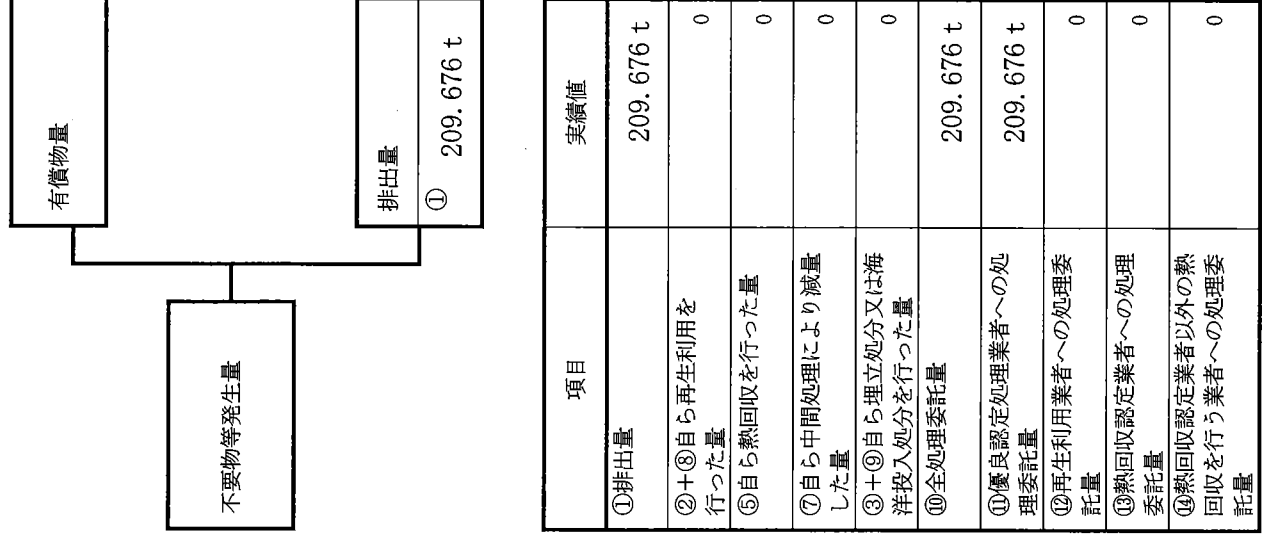 有償物量
不要物等発生量
排出量
① 209.676 t
項目 実績値
①排出量 209.676 t
②+⑧自ら再生利用を
行った量 0
⑤自ら熱回収を行った量 0
⑦自ら中間処理により減量
した量 0
③+⑨自ら埋立処分又は海
洋投入処分を行った量 0
⑩全処理委託量 209.676 t
⑪優良認定処理業者への処
理委託量 209.676 t
⑫再生利用業者への処理委
託量 0
⑬熱回収認定業者への処理
委託量 0
⑭熱回収認定業者以外の熱
回収を行う業者への処理委
託量 0